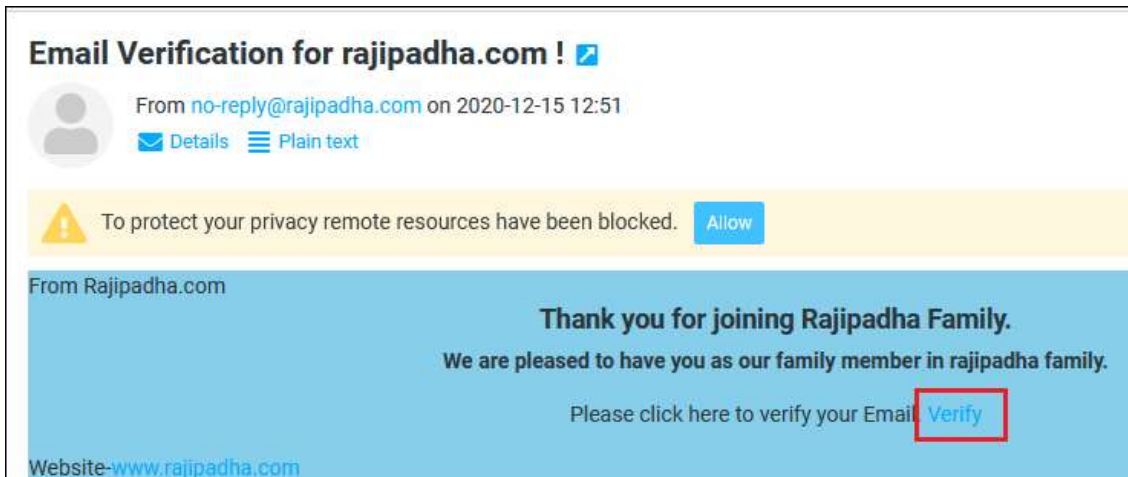 Email Verification for rajipadha.com !
From no-reply@rajipadha.com on 2020-12-15 12:51
Details Plain text
To protect your privacy remote resources have been blocked. Allow
From Rajipadha.com
Thank you for joining Rajipadha Family.
We are pleased to have you as our family member in rajipadha family.
Please click here to verify your Email. Verify
Website-www.rajipadha.com